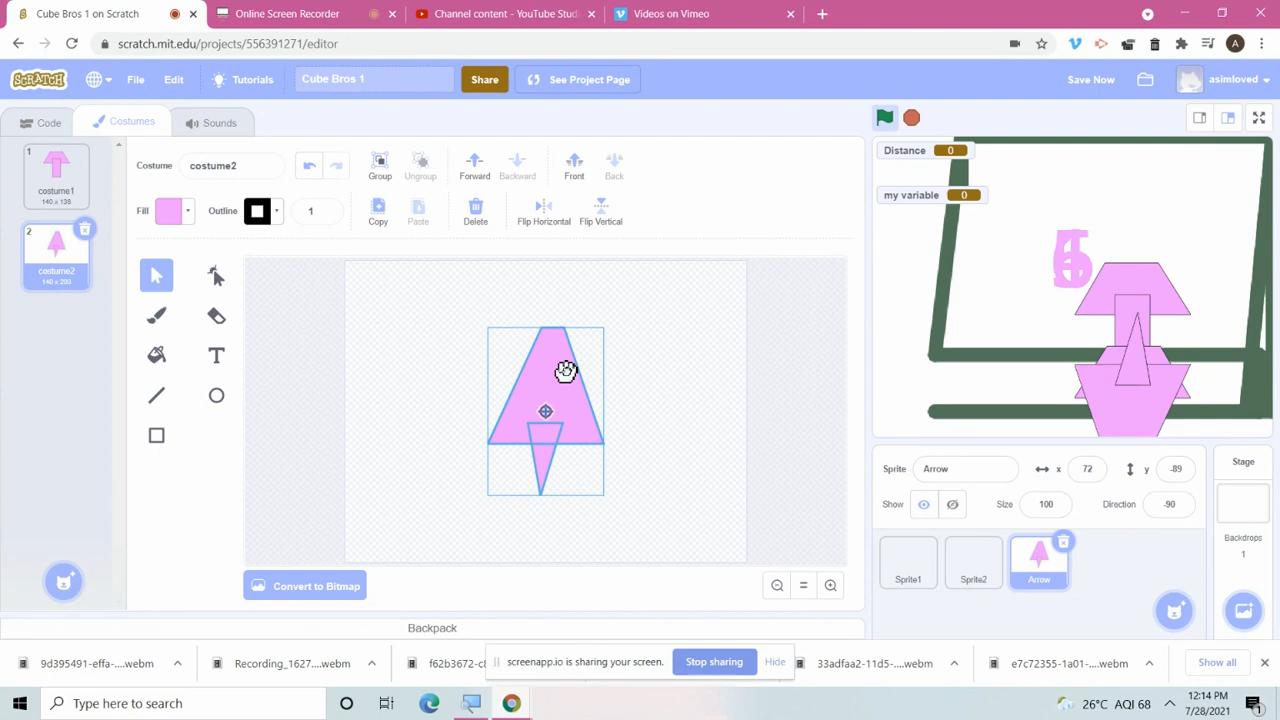 Cube Bros 1 on Scratch
Online Screen Recorder
Channel content - YouTube Stud
Videos on Vimeo
scratch.mit.edu/projects/556391271/editor
SCRATCH
File
Edit
Tutorials
Cube Bros 1
Share
See Project Page
Save Now
asimloved
Code
Costumes
Sounds
1
costume1
140 x 138
2
costume2
140 x 203
Costume
costume2
Group
Ungroup
Forward
Backward
Front
Back
Fill
Outline
1
Copy
Paste
Delete
Flip Horizontal
Flip Vertical
Convert to Bitmap
Distance 0
my variable 0
Sprite
Arrow
x
72
y
-89
Show
Size
100
Direction
-90
Sprite1
Sprite2
Arrow
Stage
Backdrops
1
Backpack
9d395491-effa-....webm
Recording_1627....webm
f62b3672-c8
screenapp.io is sharing your screen.
Stop sharing
Hide
33adfaa2-11d5-....webm
e7c72355-1a01-....webm
Show all
Type here to search
26°C AQI 68
12:14 PM
7/28/2021
1